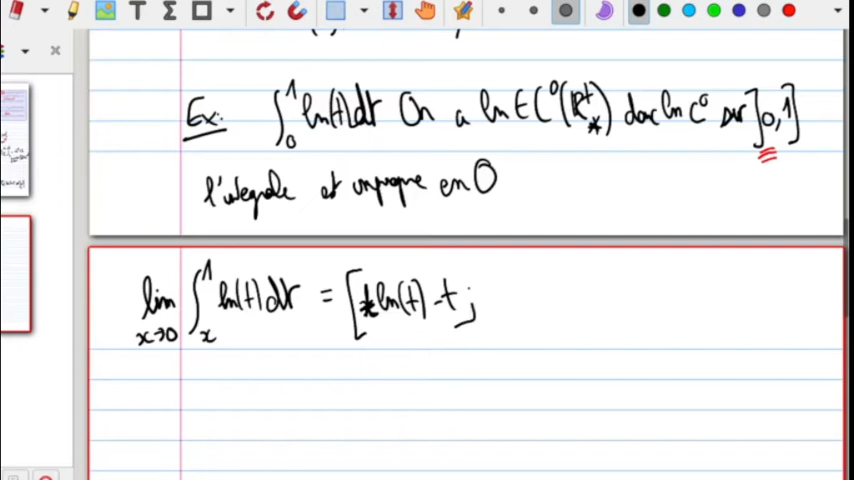 Ex: ∫₀¹ ln(t)dt On a ln ∈ C⁰(ℝ⁺*) donc ln C⁰ sur ]0,1]
l'integrale est impropre en 0
lim x→0 ∫ₓ¹ ln(t)dt = [t ln(t) - t